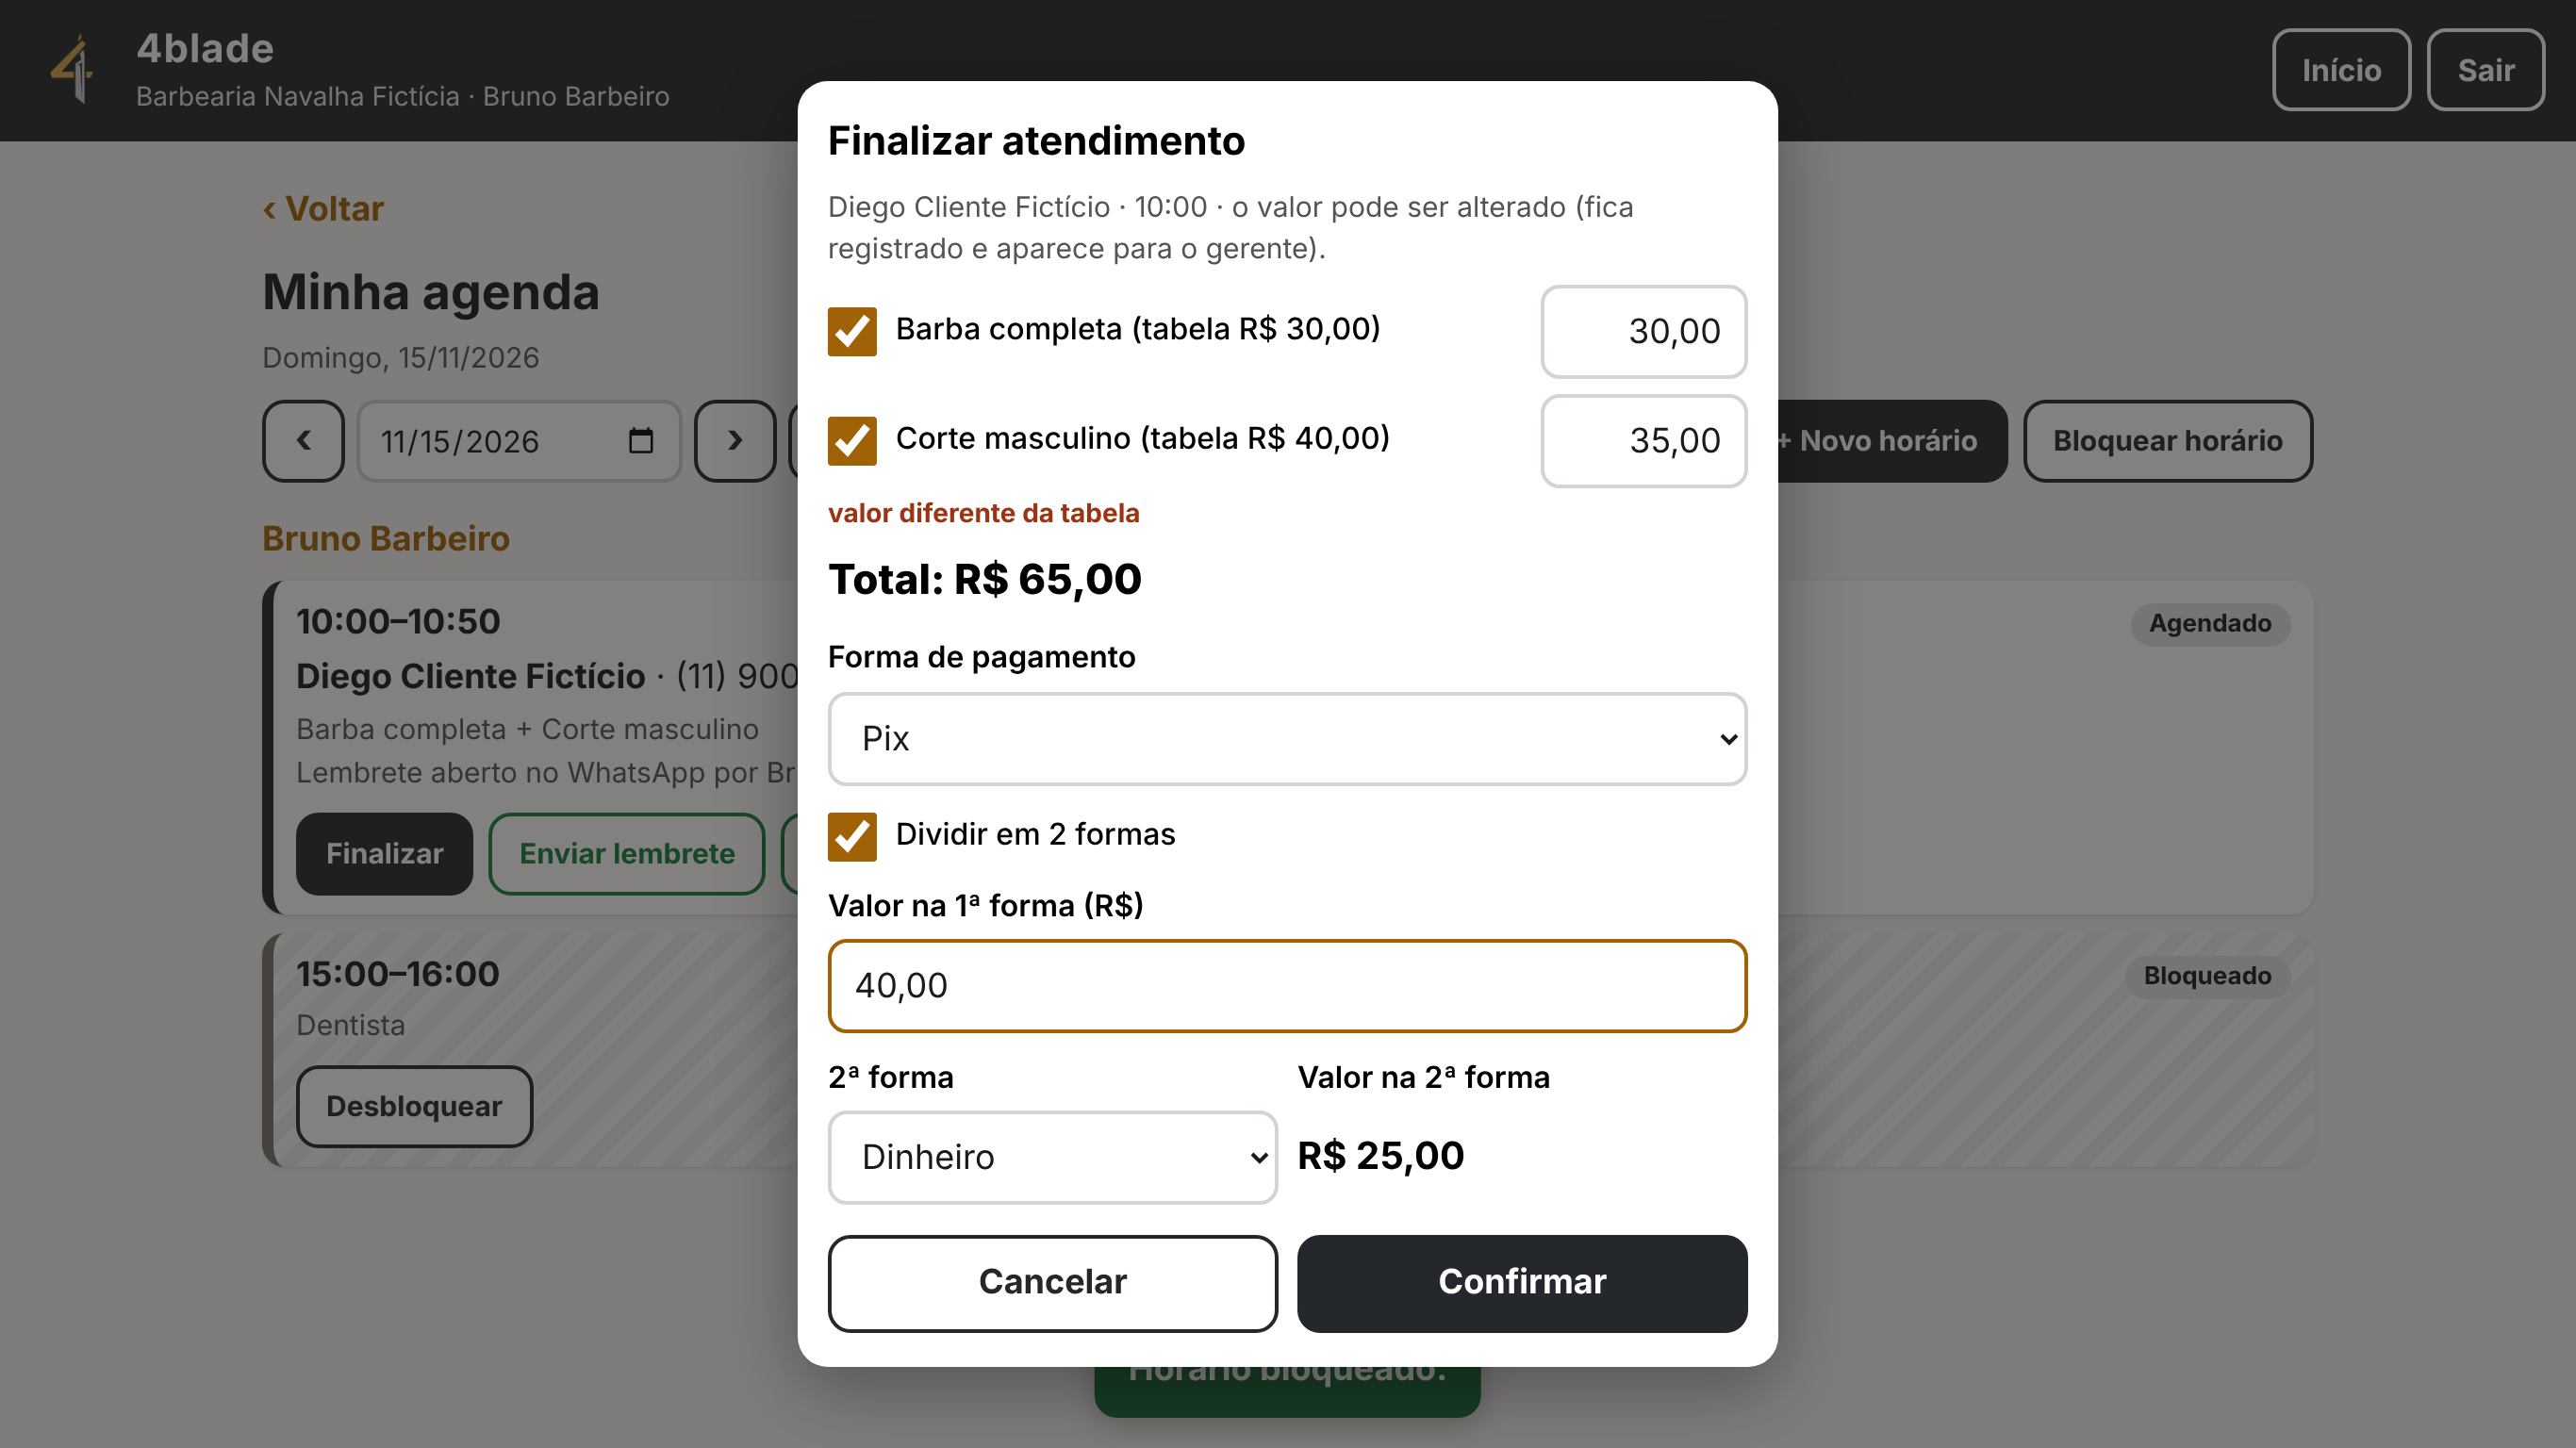 4blade
Barbearia Navalha Fictícia · Bruno Barbeiro
Início
Sair
‹ Voltar
Minha agenda
Domingo, 15/11/2026
11/15/2026
+ Novo horário
Bloquear horário
Bruno Barbeiro
10:00–10:50
Agendado
Diego Cliente Fictício · (11) 900
Barba completa + Corte masculino
Lembrete aberto no WhatsApp por Br
Finalizar
Enviar lembrete
15:00–16:00
Bloqueado
Dentista
Desbloquear
Finalizar atendimento
Diego Cliente Fictício · 10:00 · o valor pode ser alterado (fica
registrado e aparece para o gerente).
Barba completa (tabela R$ 30,00)
30,00
Corte masculino (tabela R$ 40,00)
35,00
valor diferente da tabela
Total: R$ 65,00
Forma de pagamento
Pix
Dividir em 2 formas
Valor na 1ª forma (R$)
40,00
2ª forma
Valor na 2ª forma
Dinheiro
R$ 25,00
Cancelar
Confirmar
Horário bloqueado.